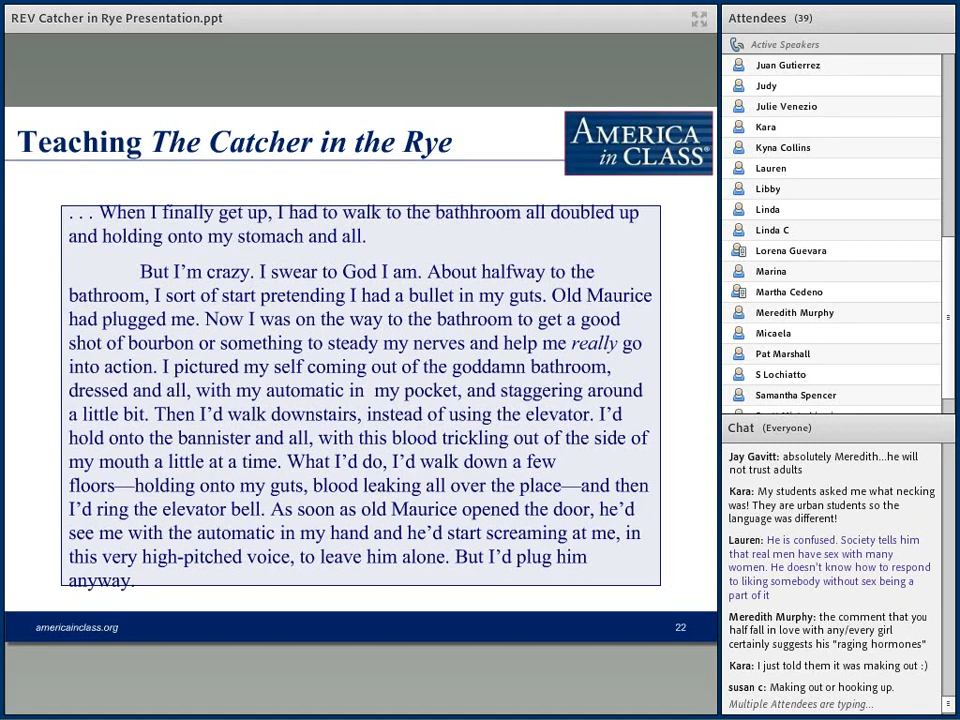 REV Catcher in Rye Presentation.ppt
Teaching The Catcher in the Rye
AMERICA
in CLASS®
. . . When I finally get up, I had to walk to the bathhroom all doubled up
and holding onto my stomach and all.
But I’m crazy. I swear to God I am. About halfway to the
bathroom, I sort of start pretending I had a bullet in my guts. Old Maurice
had plugged me. Now I was on the way to the bathroom to get a good
shot of bourbon or something to steady my nerves and help me really go
into action. I pictured my self coming out of the goddamn bathroom,
dressed and all, with my automatic in my pocket, and staggering around
a little bit. Then I’d walk downstairs, instead of using the elevator. I’d
hold onto the bannister and all, with this blood trickling out of the side of
my mouth a little at a time. What I’d do, I’d walk down a few
floors—holding onto my guts, blood leaking all over the place—and then
I’d ring the elevator bell. As soon as old Maurice opened the door, he’d
see me with the automatic in my hand and he’d start screaming at me, in
this very high-pitched voice, to leave him alone. But I’d plug him
anyway.
americainclass.org
22
Attendees (39)
Active Speakers
Juan Gutierrez
Judy
Julie Venezio
Kara
Kyna Collins
Lauren
Libby
Linda
Linda C
Lorena Guevara
Marina
Martha Cedeno
Meredith Murphy
Micaela
Pat Marshall
S Lochiatto
Samantha Spencer
Chat (Everyone)
Jay Gavitt: absolutely Meredith...he will
not trust adults
Kara: My students asked me what necking
was! They are urban students so the
language was different!
Lauren: He is confused. Society tells him
that real men have sex with many
women. He doesn't know how to respond
to liking somebody without sex being a
part of it
Meredith Murphy: the comment that you
half fall in love with any/every girl
certainly suggests his "raging hormones"
Kara: I just told them it was making out :)
susan c: Making out or hooking up.
Multiple Attendees are typing...